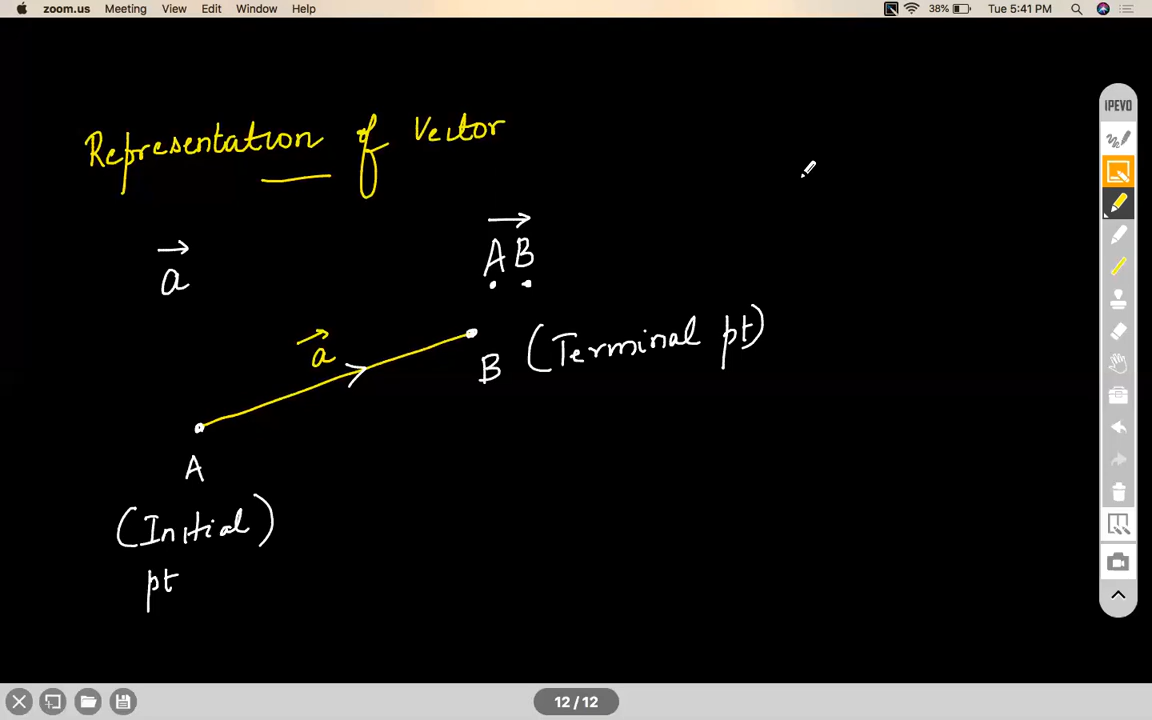 zoom.us Meeting View Edit Window Help 38% Tue 5:41 PM
IPEVO
Representation of Vector
a
AB
a
B (Terminal pt)
A
(Initial)
pt
12 / 12